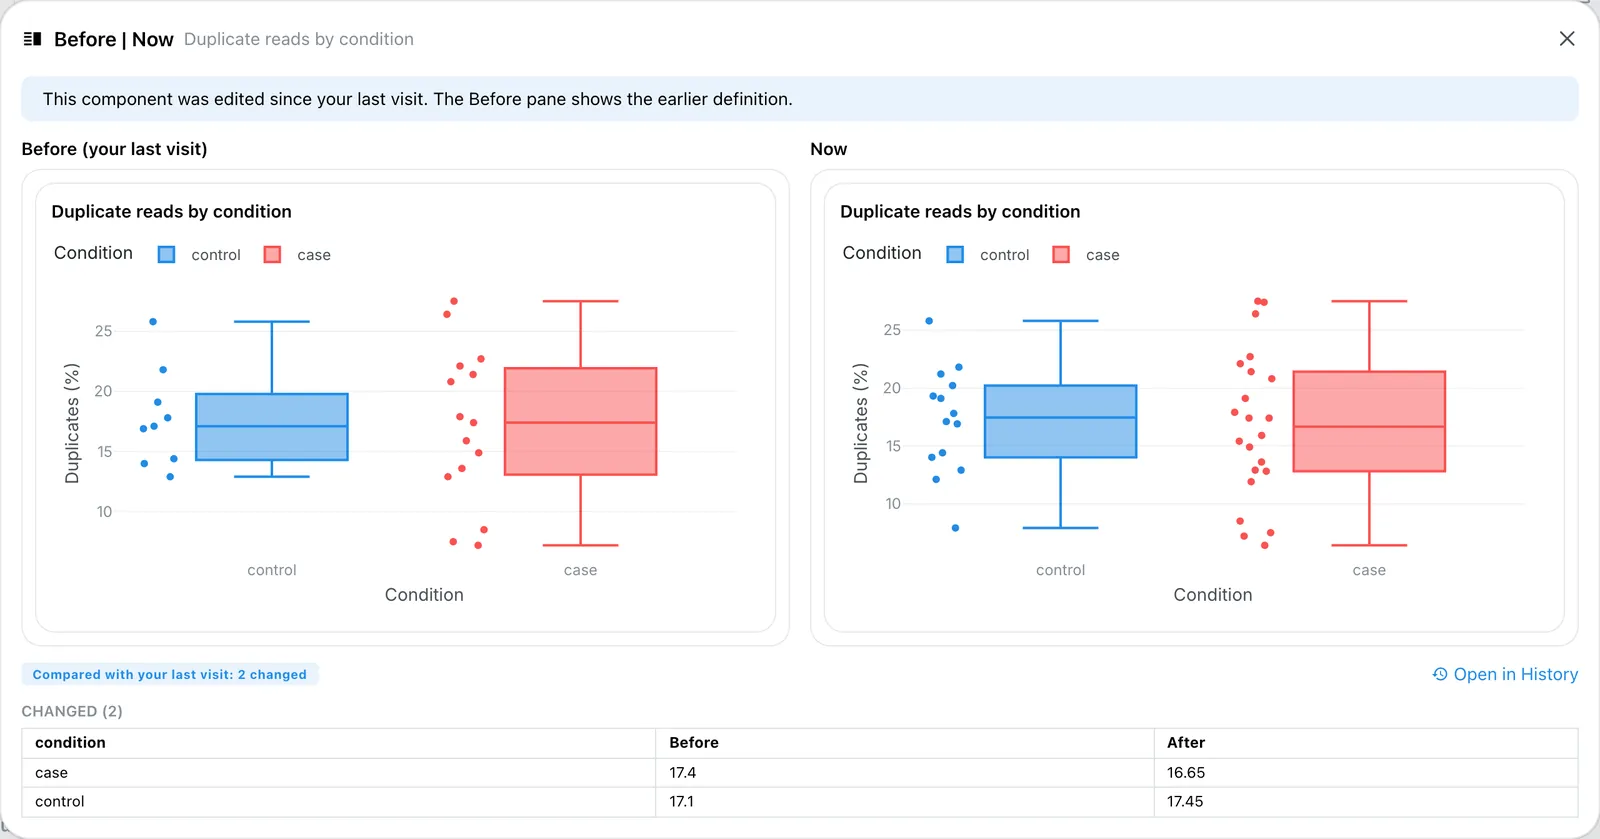 Before | Now Duplicate reads by condition
This component was edited since your last visit. The Before pane shows the earlier definition.
Before (your last visit)
Duplicate reads by condition
Condition control case
25
20
15
10
Duplicates (%)
control case
Condition
Now
Duplicate reads by condition
Condition control case
25
20
15
10
Duplicates (%)
control case
Condition
Compared with your last visit: 2 changed
Open in History
CHANGED (2)
condition Before After
case 17.4 16.65
control 17.1 17.45